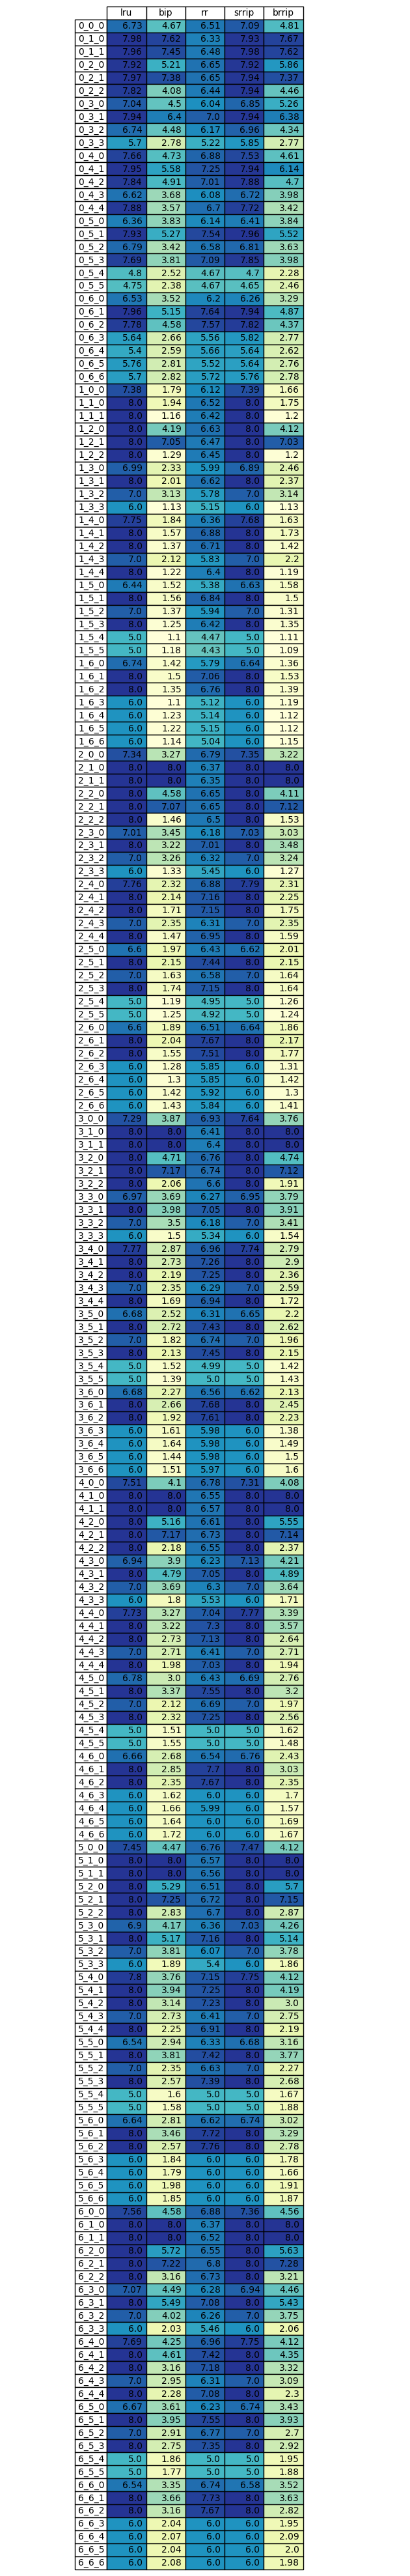 lru bip rr srrip brrip
0_0_0 6.73 4.67 6.51 7.09 4.81
0_1_0 7.98 7.62 6.33 7.93 7.67
0_1_1 7.96 7.45 6.48 7.98 7.62
0_2_0 7.92 5.21 6.65 7.92 5.86
0_2_1 7.97 7.38 6.65 7.94 7.37
0_2_2 7.82 4.08 6.44 7.94 4.46
0_3_0 7.04 4.5 6.04 6.85 5.26
0_3_1 7.94 6.4 7.0 7.94 6.38
0_3_2 6.74 4.48 6.17 6.96 4.34
0_3_3 5.7 2.78 5.22 5.85 2.77
0_4_0 7.66 4.73 6.88 7.53 4.61
0_4_1 7.95 5.58 7.25 7.94 6.14
0_4_2 7.84 4.91 7.01 7.88 4.7
0_4_3 6.62 3.68 6.08 6.72 3.98
0_4_4 7.88 3.57 6.7 7.72 3.42
0_5_0 6.36 3.83 6.14 6.41 3.84
0_5_1 7.93 5.27 7.54 7.96 5.52
0_5_2 6.79 3.42 6.58 6.81 3.63
0_5_3 7.69 3.81 7.09 7.85 3.98
0_5_4 4.8 2.52 4.67 4.7 2.28
0_5_5 4.75 2.38 4.67 4.65 2.46
0_6_0 6.53 3.52 6.2 6.26 3.29
0_6_1 7.96 5.15 7.64 7.94 4.87
0_6_2 7.78 4.58 7.57 7.82 4.37
0_6_3 5.64 2.66 5.56 5.82 2.77
0_6_4 5.4 2.59 5.66 5.64 2.62
0_6_5 5.76 2.81 5.52 5.64 2.76
0_6_6 5.7 2.82 5.72 5.76 2.78
1_0_0 7.38 1.79 6.12 7.39 1.66
1_1_0 8.0 1.94 6.52 8.0 1.75
1_1_1 8.0 1.16 6.42 8.0 1.2
1_2_0 8.0 4.19 6.63 8.0 4.12
1_2_1 8.0 7.05 6.47 8.0 7.03
1_2_2 8.0 1.29 6.45 8.0 1.2
1_3_0 6.99 2.33 5.99 6.89 2.46
1_3_1 8.0 2.01 6.62 8.0 2.37
1_3_2 7.0 3.13 5.78 7.0 3.14
1_3_3 6.0 1.13 5.15 6.0 1.13
1_4_0 7.75 1.84 6.36 7.68 1.63
1_4_1 8.0 1.57 6.88 8.0 1.73
1_4_2 8.0 1.37 6.71 8.0 1.42
1_4_3 7.0 2.12 5.83 7.0 2.2
1_4_4 8.0 1.22 6.4 8.0 1.19
1_5_0 6.44 1.52 5.38 6.63 1.58
1_5_1 8.0 1.56 6.84 8.0 1.5
1_5_2 7.0 1.37 5.94 7.0 1.31
1_5_3 8.0 1.25 6.42 8.0 1.35
1_5_4 5.0 1.1 4.47 5.0 1.11
1_5_5 5.0 1.18 4.43 5.0 1.09
1_6_0 6.74 1.42 5.79 6.64 1.36
1_6_1 8.0 1.5 7.06 8.0 1.53
1_6_2 8.0 1.35 6.76 8.0 1.39
1_6_3 6.0 1.1 5.12 6.0 1.19
1_6_4 6.0 1.23 5.14 6.0 1.12
1_6_5 6.0 1.22 5.15 6.0 1.12
1_6_6 6.0 1.14 5.04 6.0 1.15
2_0_0 7.34 3.27 6.79 7.35 3.22
2_1_0 8.0 8.0 6.37 8.0 8.0
2_1_1 8.0 8.0 6.35 8.0 8.0
2_2_0 8.0 4.58 6.65 8.0 4.11
2_2_1 8.0 7.07 6.65 8.0 7.12
2_2_2 8.0 1.46 6.5 8.0 1.53
2_3_0 7.01 3.45 6.18 7.03 3.03
2_3_1 8.0 3.22 7.01 8.0 3.48
2_3_2 7.0 3.26 6.32 7.0 3.24
2_3_3 6.0 1.33 5.45 6.0 1.27
2_4_0 7.76 2.32 6.88 7.79 2.31
2_4_1 8.0 2.14 7.16 8.0 2.25
2_4_2 8.0 1.71 7.15 8.0 1.75
2_4_3 7.0 2.35 6.31 7.0 2.35
2_4_4 8.0 1.47 6.95 8.0 1.59
2_5_0 6.6 1.97 6.43 6.62 2.01
2_5_1 8.0 2.15 7.44 8.0 2.15
2_5_2 7.0 1.63 6.58 7.0 1.64
2_5_3 8.0 1.74 7.15 8.0 1.64
2_5_4 5.0 1.19 4.95 5.0 1.26
2_5_5 5.0 1.25 4.92 5.0 1.24
2_6_0 6.6 1.89 6.51 6.64 1.86
2_6_1 8.0 2.04 7.67 8.0 2.17
2_6_2 8.0 1.55 7.51 8.0 1.77
2_6_3 6.0 1.28 5.85 6.0 1.31
2_6_4 6.0 1.3 5.85 6.0 1.42
2_6_5 6.0 1.42 5.92 6.0 1.3
2_6_6 6.0 1.43 5.84 6.0 1.41
3_0_0 7.29 3.87 6.93 7.64 3.76
3_1_0 8.0 8.0 6.41 8.0 8.0
3_1_1 8.0 8.0 6.4 8.0 8.0
3_2_0 8.0 4.71 6.76 8.0 4.74
3_2_1 8.0 7.17 6.74 8.0 7.12
3_2_2 8.0 2.06 6.6 8.0 1.91
3_3_0 6.97 3.69 6.27 6.95 3.79
3_3_1 8.0 3.98 7.05 8.0 3.91
3_3_2 7.0 3.5 6.18 7.0 3.41
3_3_3 6.0 1.5 5.34 6.0 1.54
3_4_0 7.77 2.87 6.96 7.74 2.79
3_4_1 8.0 2.73 7.26 8.0 2.9
3_4_2 8.0 2.19 7.25 8.0 2.36
3_4_3 7.0 2.35 6.29 7.0 2.59
3_4_4 8.0 1.69 6.94 8.0 1.72
3_5_0 6.68 2.52 6.31 6.65 2.2
3_5_1 8.0 2.72 7.43 8.0 2.62
3_5_2 7.0 1.82 6.74 7.0 1.96
3_5_3 8.0 2.13 7.45 8.0 2.15
3_5_4 5.0 1.52 4.99 5.0 1.42
3_5_5 5.0 1.39 5.0 5.0 1.43
3_6_0 6.68 2.27 6.56 6.62 2.13
3_6_1 8.0 2.66 7.68 8.0 2.45
3_6_2 8.0 1.92 7.61 8.0 2.23
3_6_3 6.0 1.61 5.98 6.0 1.38
3_6_4 6.0 1.64 5.98 6.0 1.49
3_6_5 6.0 1.44 5.98 6.0 1.5
3_6_6 6.0 1.51 5.97 6.0 1.6
4_0_0 7.51 4.1 6.78 7.31 4.08
4_1_0 8.0 8.0 6.55 8.0 8.0
4_1_1 8.0 8.0 6.57 8.0 8.0
4_2_0 8.0 5.16 6.61 8.0 5.55
4_2_1 8.0 7.17 6.73 8.0 7.14
4_2_2 8.0 2.18 6.55 8.0 2.37
4_3_0 6.94 3.9 6.23 7.13 4.21
4_3_1 8.0 4.79 7.05 8.0 4.89
4_3_2 7.0 3.69 6.3 7.0 3.64
4_3_3 6.0 1.8 5.53 6.0 1.71
4_4_0 7.73 3.27 7.04 7.77 3.39
4_4_1 8.0 3.22 7.3 8.0 3.57
4_4_2 8.0 2.73 7.13 8.0 2.64
4_4_3 7.0 2.71 6.41 7.0 2.71
4_4_4 8.0 1.98 7.03 8.0 1.94
4_5_0 6.78 3.0 6.43 6.69 2.76
4_5_1 8.0 3.37 7.55 8.0 3.2
4_5_2 7.0 2.12 6.69 7.0 1.97
4_5_3 8.0 2.32 7.25 8.0 2.56
4_5_4 5.0 1.51 5.0 5.0 1.62
4_5_5 5.0 1.55 5.0 5.0 1.48
4_6_0 6.66 2.68 6.54 6.76 2.43
4_6_1 8.0 2.85 7.7 8.0 3.03
4_6_2 8.0 2.35 7.67 8.0 2.35
4_6_3 6.0 1.62 6.0 6.0 1.7
4_6_4 6.0 1.66 5.99 6.0 1.57
4_6_5 6.0 1.64 6.0 6.0 1.69
4_6_6 6.0 1.72 6.0 6.0 1.67
5_0_0 7.45 4.47 6.76 7.47 4.12
5_1_0 8.0 8.0 6.57 8.0 8.0
5_1_1 8.0 8.0 6.56 8.0 8.0
5_2_0 8.0 5.29 6.51 8.0 5.7
5_2_1 8.0 7.25 6.72 8.0 7.15
5_2_2 8.0 2.83 6.7 8.0 2.87
5_3_0 6.9 4.17 6.36 7.03 4.26
5_3_1 8.0 5.17 7.16 8.0 5.14
5_3_2 7.0 3.81 6.07 7.0 3.78
5_3_3 6.0 1.89 5.4 6.0 1.86
5_4_0 7.8 3.76 7.15 7.75 4.12
5_4_1 8.0 3.94 7.25 8.0 4.19
5_4_2 8.0 3.14 7.23 8.0 3.0
5_4_3 7.0 2.73 6.41 7.0 2.75
5_4_4 8.0 2.25 6.91 8.0 2.19
5_5_0 6.54 2.94 6.33 6.68 3.16
5_5_1 8.0 3.81 7.42 8.0 3.77
5_5_2 7.0 2.35 6.63 7.0 2.27
5_5_3 8.0 2.57 7.39 8.0 2.68
5_5_4 5.0 1.6 5.0 5.0 1.67
5_5_5 5.0 1.58 5.0 5.0 1.88
5_6_0 6.64 2.81 6.62 6.74 3.02
5_6_1 8.0 3.46 7.72 8.0 3.29
5_6_2 8.0 2.57 7.76 8.0 2.78
5_6_3 6.0 1.84 6.0 6.0 1.78
5_6_4 6.0 1.79 6.0 6.0 1.66
5_6_5 6.0 1.98 6.0 6.0 1.91
5_6_6 6.0 1.85 6.0 6.0 1.87
6_0_0 7.56 4.58 6.88 7.36 4.56
6_1_0 8.0 8.0 6.37 8.0 8.0
6_1_1 8.0 8.0 6.52 8.0 8.0
6_2_0 8.0 5.72 6.55 8.0 5.63
6_2_1 8.0 7.22 6.8 8.0 7.28
6_2_2 8.0 3.16 6.73 8.0 3.21
6_3_0 7.07 4.49 6.28 6.94 4.46
6_3_1 8.0 5.49 7.08 8.0 5.43
6_3_2 7.0 4.02 6.26 7.0 3.75
6_3_3 6.0 2.03 5.46 6.0 2.06
6_4_0 7.69 4.25 6.96 7.75 4.12
6_4_1 8.0 4.61 7.42 8.0 4.35
6_4_2 8.0 3.16 7.18 8.0 3.32
6_4_3 7.0 2.95 6.31 7.0 3.09
6_4_4 8.0 2.28 7.08 8.0 2.3
6_5_0 6.67 3.61 6.23 6.74 3.43
6_5_1 8.0 3.95 7.55 8.0 3.93
6_5_2 7.0 2.91 6.77 7.0 2.7
6_5_3 8.0 2.75 7.35 8.0 2.92
6_5_4 5.0 1.86 5.0 5.0 1.95
6_5_5 5.0 1.77 5.0 5.0 1.88
6_6_0 6.54 3.35 6.74 6.58 3.52
6_6_1 8.0 3.66 7.73 8.0 3.63
6_6_2 8.0 3.16 7.67 8.0 2.82
6_6_3 6.0 2.04 6.0 6.0 1.95
6_6_4 6.0 2.07 6.0 6.0 2.09
6_6_5 6.0 2.04 6.0 6.0 2.0
6_6_6 6.0 2.08 6.0 6.0 1.98